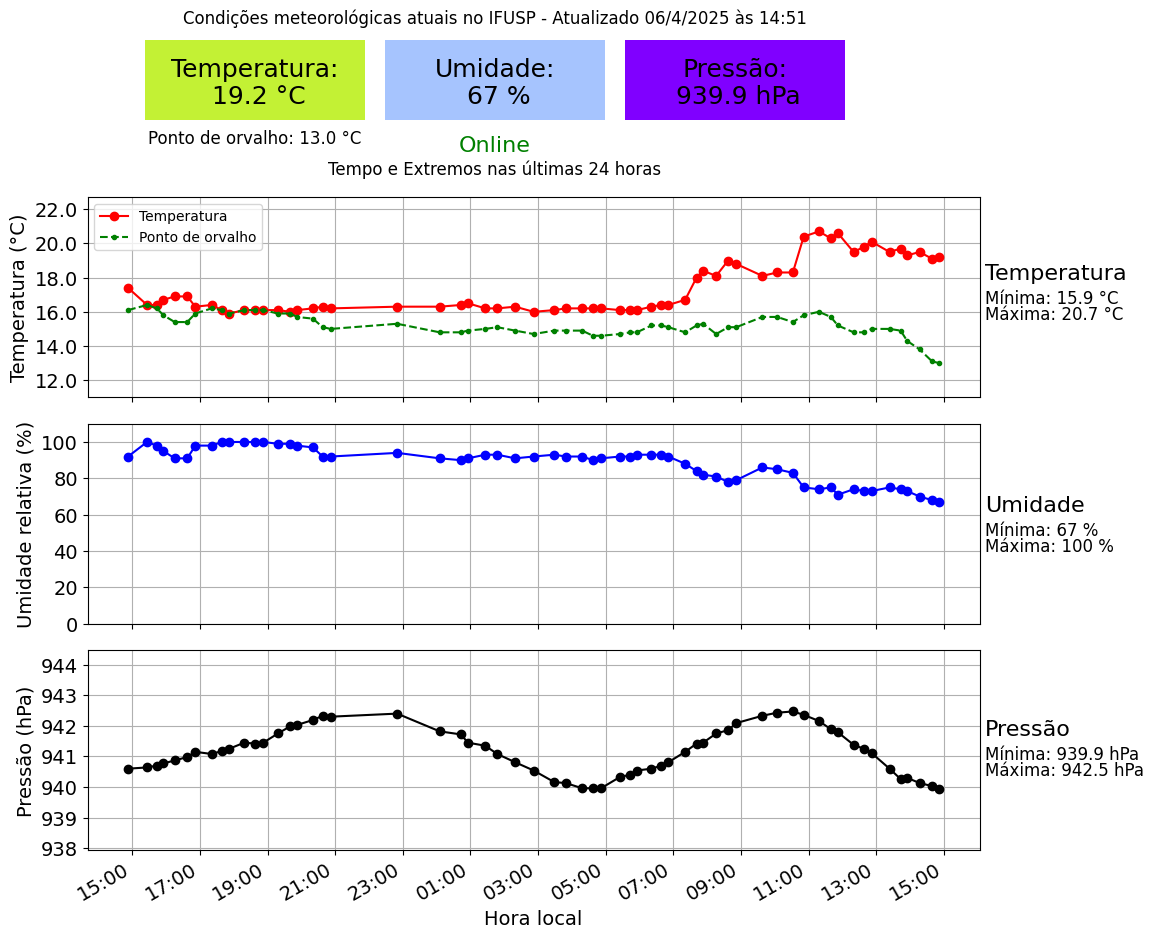 Condições meteorológicas atuais no IFUSP - Atualizado 06/4/2025 às 14:51
Temperatura:
19.2 °C
Umidade:
67 %
Pressão:
939.9 hPa
Ponto de orvalho: 13.0 °C
Online
Tempo e Extremos nas últimas 24 horas
Temperatura (°C)
22.0
20.0
18.0
16.0
14.0
12.0
Temperatura
Ponto de orvalho
Temperatura
Mínima: 15.9 °C
Máxima: 20.7 °C
Umidade relativa (%)
100
80
60
40
20
0
Umidade
Mínima: 67 %
Máxima: 100 %
Pressão (hPa)
944
943
942
941
940
939
938
Pressão
Mínima: 939.9 hPa
Máxima: 942.5 hPa
15:00 17:00 19:00 21:00 23:00 01:00 03:00 05:00 07:00 09:00 11:00 13:00 15:00
Hora local